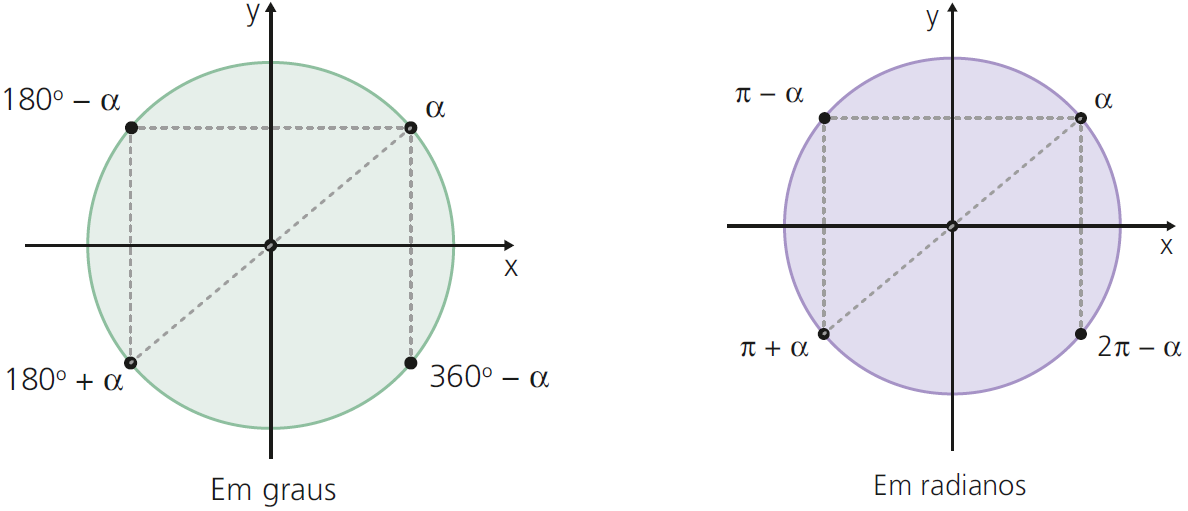 y
180º – α
α
x
180º + α
360º – α
Em graus
y
π – α
α
x
π + α
2π – α
Em radianos